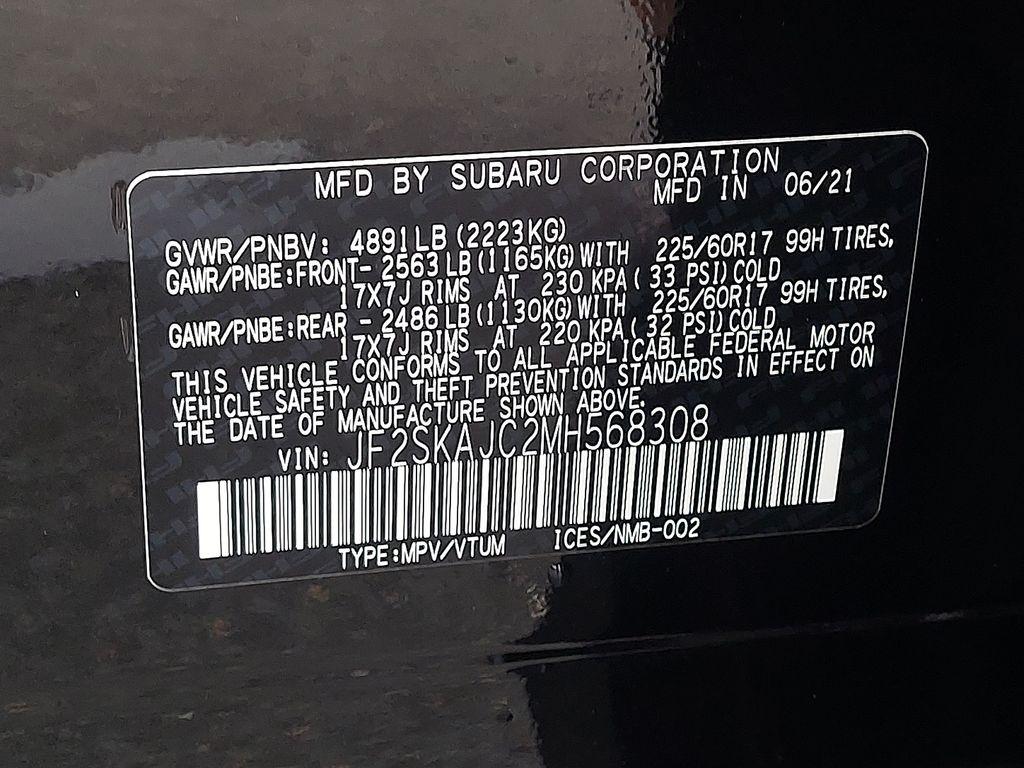 MFD BY SUBARU CORPORATION
MFD IN 06/21
GVWR/PNBV: 4891LB (2223KG)
GAWR/PNBE:FRONT- 2563 LB(1165KG)WITH 225/60R17 99H TIRES,
17X7J RIMS AT 230 KPA( 33 PSI)COLD
GAWR/PNBE:REAR - 2486 LB(1130KG)WITH 225/60R17 99H TIRES,
17X7J RIMS AT 220 KPA( 32 PSI)COLD
THIS VEHICLE CONFORMS TO ALL APPLICABLE FEDERAL MOTOR
VEHICLE SAFETY AND THEFT PREVENTION STANDARDS IN EFFECT ON
THE DATE OF MANUFACTURE SHOWN ABOVE.
VIN: JF2SKAJC2MH568308
TYPE:MPV/VTUM ICES/NMB-002